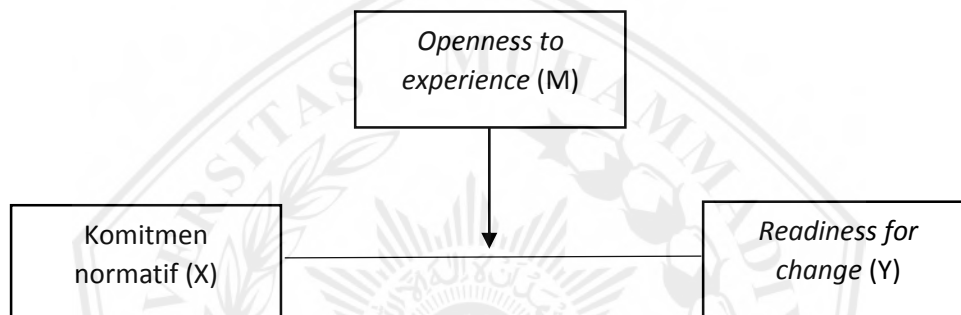 Openness to
experience (M)
Komitmen
normatif (X)
Readiness for
change (Y)